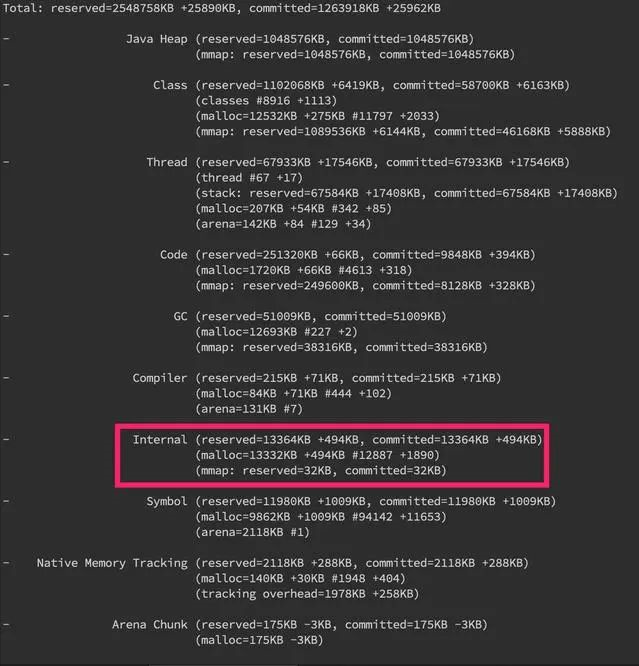 Total: reserved=2548758KB +25890KB, committed=1263918KB +25962KB
- Java Heap (reserved=1048576KB, committed=1048576KB)
(mmap: reserved=1048576KB, committed=1048576KB)
- Class (reserved=1102068KB +6419KB, committed=58700KB +6163KB)
(classes #8916 +1113)
(malloc=12532KB +275KB #11797 +2033)
(mmap: reserved=1089536KB +6144KB, committed=46168KB +5888KB)
- Thread (reserved=67933KB +17546KB, committed=67933KB +17546KB)
(thread #67 +17)
(stack: reserved=67584KB +17408KB, committed=67584KB +17408KB)
(malloc=207KB +54KB #342 +85)
(arena=142KB +84 #129 +34)
- Code (reserved=251320KB +66KB, committed=9848KB +394KB)
(malloc=1720KB +66KB #4613 +318)
(mmap: reserved=249600KB, committed=8128KB +328KB)
- GC (reserved=51009KB, committed=51009KB)
(malloc=12693KB #227 +2)
(mmap: reserved=38316KB, committed=38316KB)
- Compiler (reserved=215KB +71KB, committed=215KB +71KB)
(malloc=84KB +71KB #444 +102)
(arena=131KB #7)
- Internal (reserved=13364KB +494KB, committed=13364KB +494KB)
(malloc=13332KB +494KB #12887 +1890)
(mmap: reserved=32KB, committed=32KB)
- Symbol (reserved=11980KB +1009KB, committed=11980KB +1009KB)
(malloc=9862KB +1009KB #94142 +11653)
(arena=2118KB #1)
- Native Memory Tracking (reserved=2118KB +288KB, committed=2118KB +288KB)
(malloc=140KB +30KB #1948 +404)
(tracking overhead=1978KB +258KB)
- Arena Chunk (reserved=175KB -3KB, committed=175KB -3KB)
(malloc=175KB -3KB)